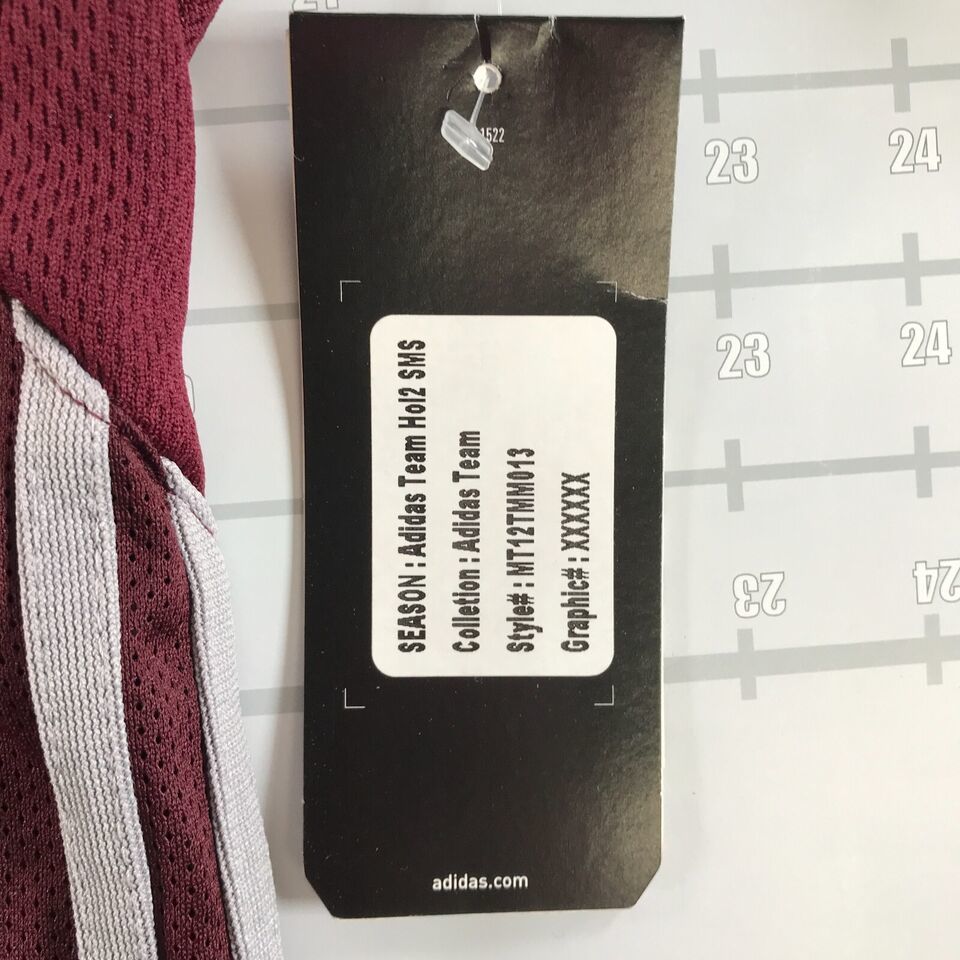 1522
SEASON : Adidas Team Hol2 SMS
Colletion : Adidas Team
Style# : MT12TMM013
Graphic# : XXXXXX
adidas.com
23 24
23 24
23 24